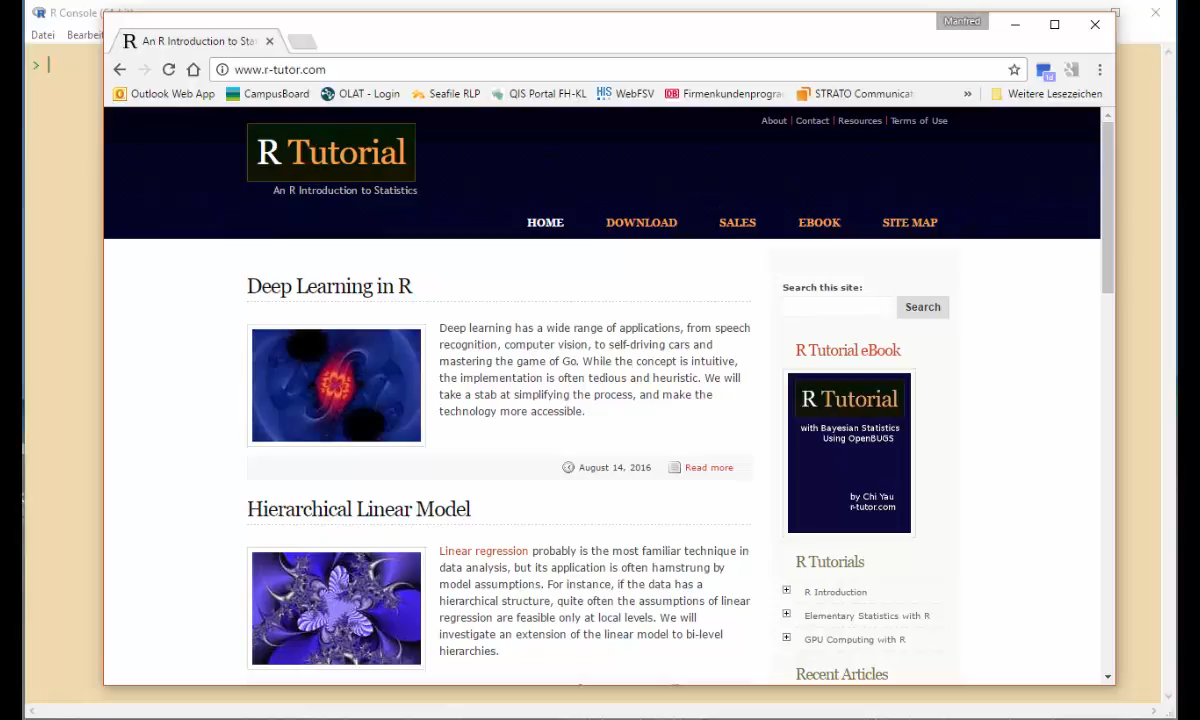 R Console
Manfred
Datei Bearbei
R An R Introduction to Sta
www.r-tutor.com
Outlook Web App CampusBoard OLAT - Login Seafile RLP QIS Portal FH-KL HIS WebFSV Firmenkundenprogra STRATO Communicat » Weitere Lesezeichen
About | Contact | Resources | Terms of Use
R Tutorial
An R Introduction to Statistics
HOME DOWNLOAD SALES EBOOK SITE MAP
Deep Learning in R
Deep learning has a wide range of applications, from speech
recognition, computer vision, to self-driving cars and
mastering the game of Go. While the concept is intuitive,
the implementation is often tedious and heuristic. We will
take a stab at simplifying the process, and make the
technology more accessible.
August 14, 2016 Read more
Hierarchical Linear Model
Linear regression probably is the most familiar technique in
data analysis, but its application is often hamstrung by
model assumptions. For instance, if the data has a
hierarchical structure, quite often the assumptions of linear
regression are feasible only at local levels. We will
investigate an extension of the linear model to bi-level
hierarchies.
Search this site:
Search
R Tutorial eBook
R Tutorial
with Bayesian Statistics
Using OpenBUGS
by Chi Yau
r-tutor.com
R Tutorials
R Introduction
Elementary Statistics with R
GPU Computing with R
Recent Articles